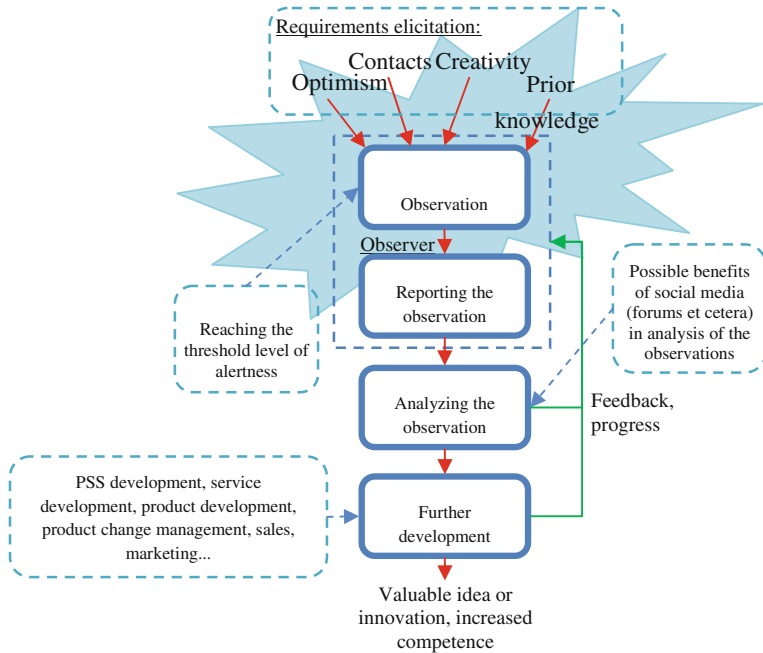 Requirements elicitation:
Contacts Creativity
Optimism
Prior
knowledge
Observation
Observer
Reporting the
observation
Reaching the
threshold level of
alertness
Possible benefits
of social media
(forums et cetera)
in analysis of the
observations
Analyzing the
observation
Feedback,
progress
PSS development, service
development, product development,
product change management, sales,
marketing...
Further
development
Valuable idea or
innovation, increased
competence